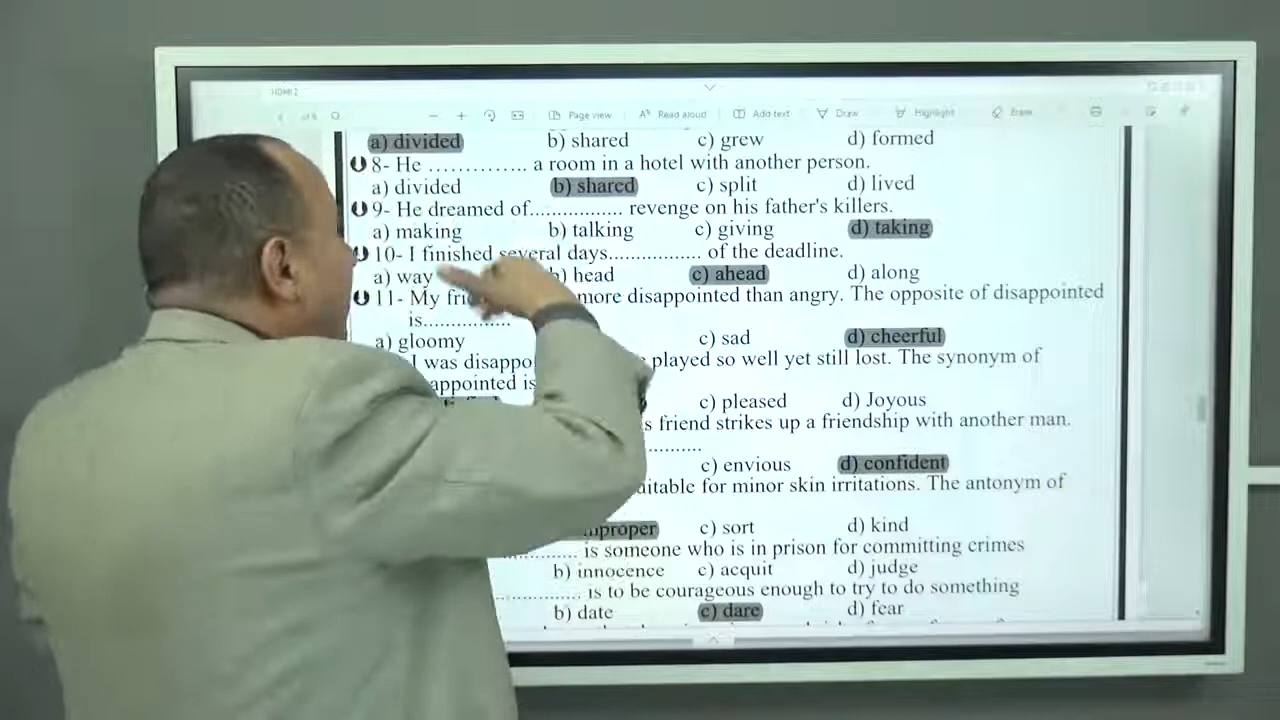 HDMI 2
of 6 Page view Read aloud Add text Draw Highlight Erase
a) divided b) shared c) grew d) formed
8- He .............. a room in a hotel with another person.
a) divided b) shared c) split d) lived
9- He dreamed of................. revenge on his father's killers.
a) making b) talking c) giving d) taking
10- I finished several days................. of the deadline.
a) way b) head c) ahead d) along
11- My more disappointed than angry. The opposite of disappointed
is................
a) gloomy c) sad d) cheerful
I was played so well yet still lost. The synonym of
is
c) pleased d) Joyous
friend strikes up a friendship with another man.
..........
c) envious d) confident
for minor skin irritations. The antonym of
c) sort d) kind
............. is someone who is in prison for committing crimes
b) innocence c) acquit d) judge
............... is to be courageous enough to try to do something
b) date c) dare d) fear